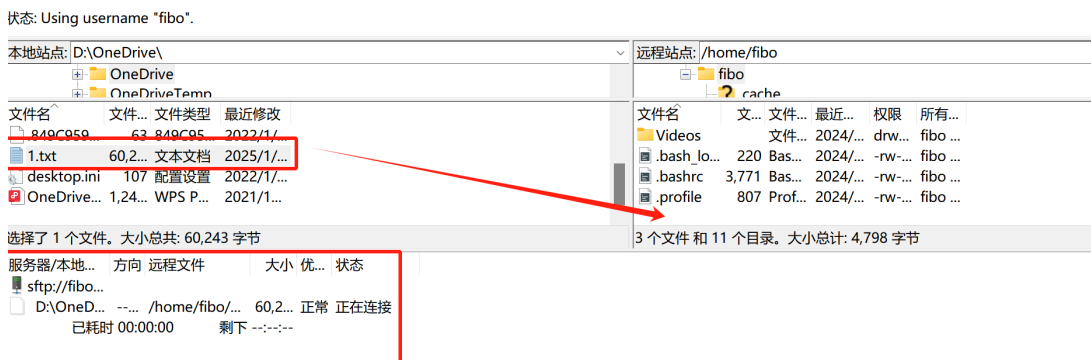 状态: Using username "fibo".
本地站点: D:\OneDrive\
远程站点: /home/fibo
OneDrive
OneDriveTemp
fibo
.cache
文件名 文件... 文件类型 最近修改
.849C959... 63 849C95... 2022/1/...
1.txt 60,2... 文本文档 2025/1/...
desktop.ini 107 配置设置 2022/1/...
OneDrive... 1,24... WPS P... 2021/1...
选择了 1 个文件。大小总共: 60,243 字节
文件名 文... 文件... 最近... 权限 所有...
Videos 文件... 2024/... drw... fibo ...
.bash_lo... 220 Bas... 2024/... -rw-... fibo ...
.bashrc 3,771 Bas... 2024/... -rw-... fibo ...
.profile 807 Prof... 2024/... -rw-... fibo ...
3 个文件 和 11 个目录。大小总计: 4,798 字节
服务器/本地... 方向 远程文件 大小 优... 状态
sftp://fibo...
D:\OneD... --... /home/fibo/... 60,2... 正常 正在连接
已耗时 00:00:00 剩下 --:--:--